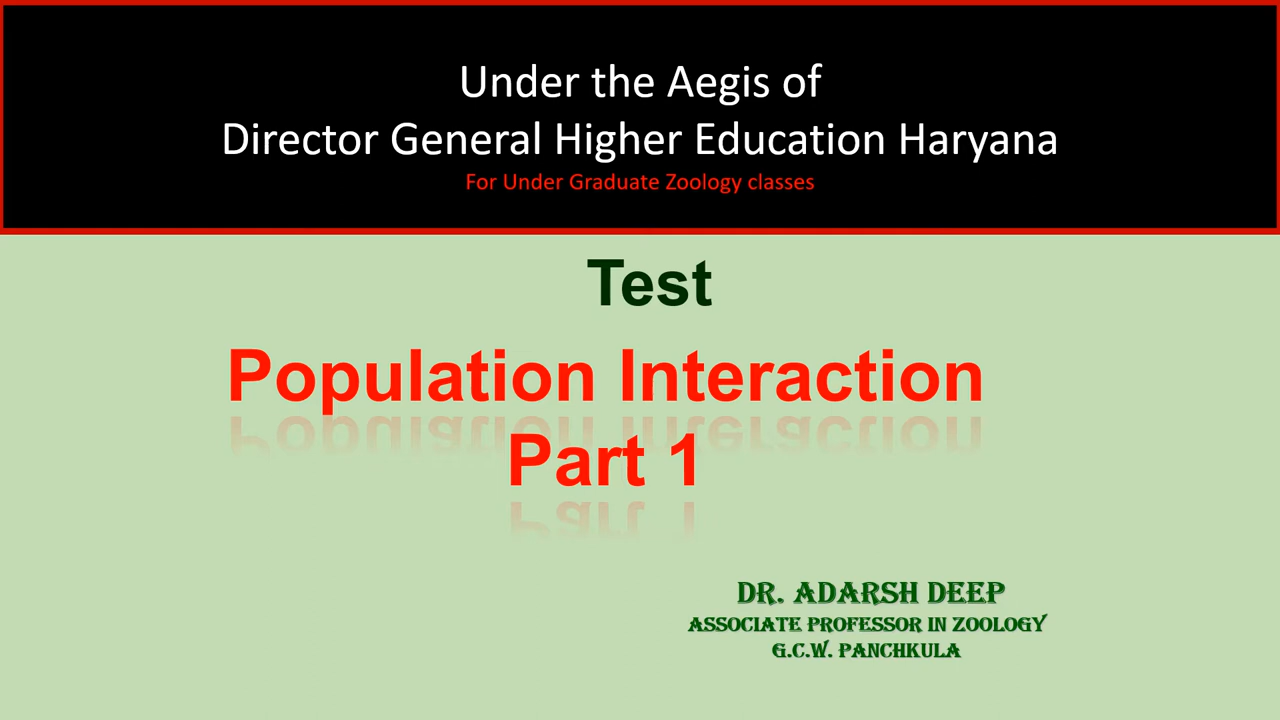 Under the Aegis of
Director General Higher Education Haryana
For Under Graduate Zoology classes
Test
Population Interaction
Part 1
DR. ADARSH DEEP
ASSOCIATE PROFESSOR IN ZOOLOGY
G.C.W. PANCHKULA